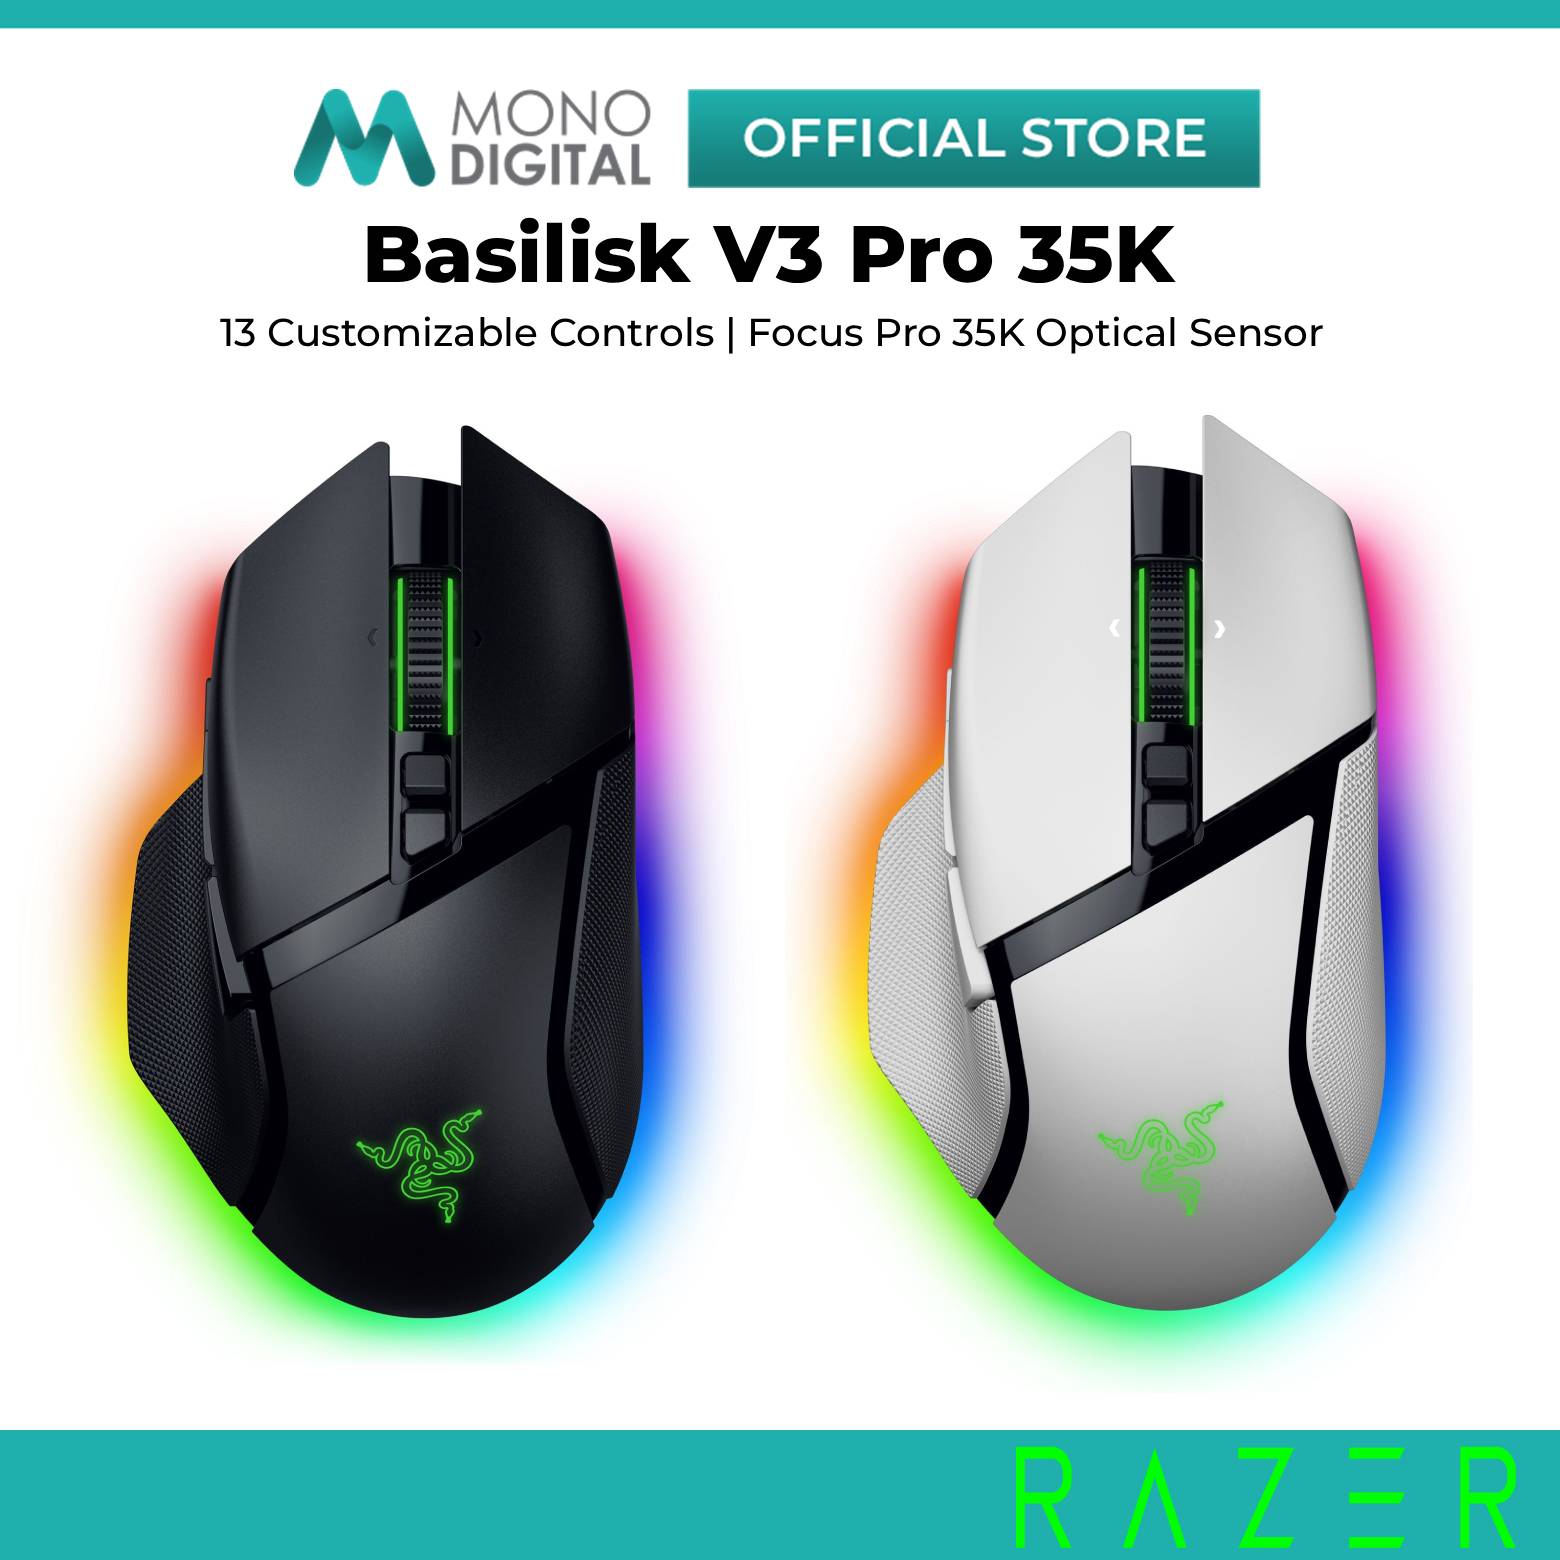 MONO
DIGITAL
OFFICIAL STORE
Basilisk V3 Pro 35K
13 Customizable Controls | Focus Pro 35K Optical Sensor
RAZER